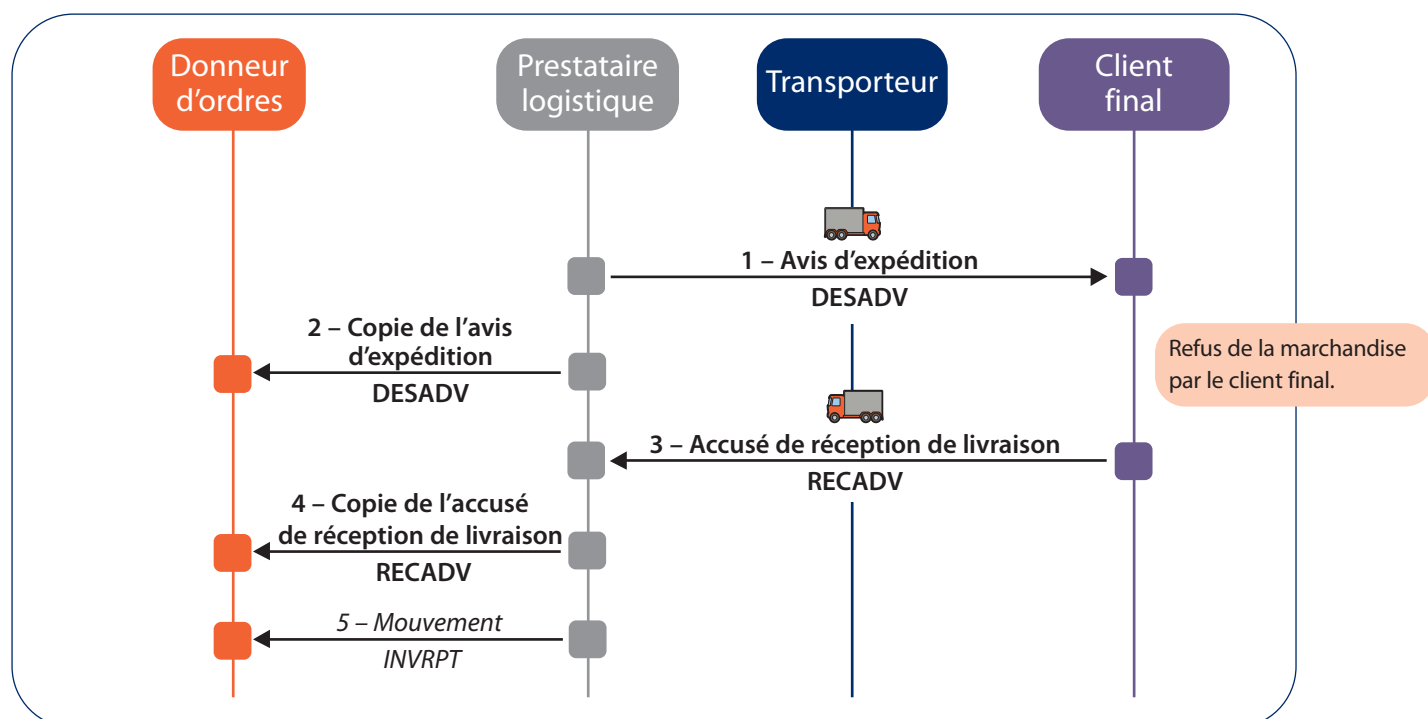 Donneur
d’ordres
Prestataire
logistique
Transporteur
Client
final
1 – Avis d’expédition
DESADV
2 – Copie de l’avis
d’expédition
DESADV
Refus de la marchandise
par le client final.
3 – Accusé de réception de livraison
RECADV
4 – Copie de l’accusé
de réception de livraison
RECADV
5 – Mouvement
INVRPT